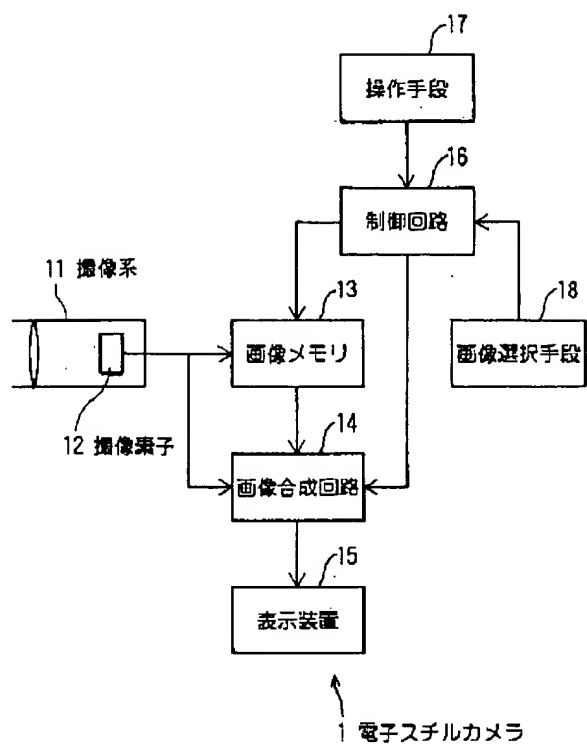 17
操作手段
16
制御回路
11 撮像系
13
18
画像メモリ
画像選択手段
12 撮像素子
14
画像合成回路
15
表示装置
1 電子スチルカメラ